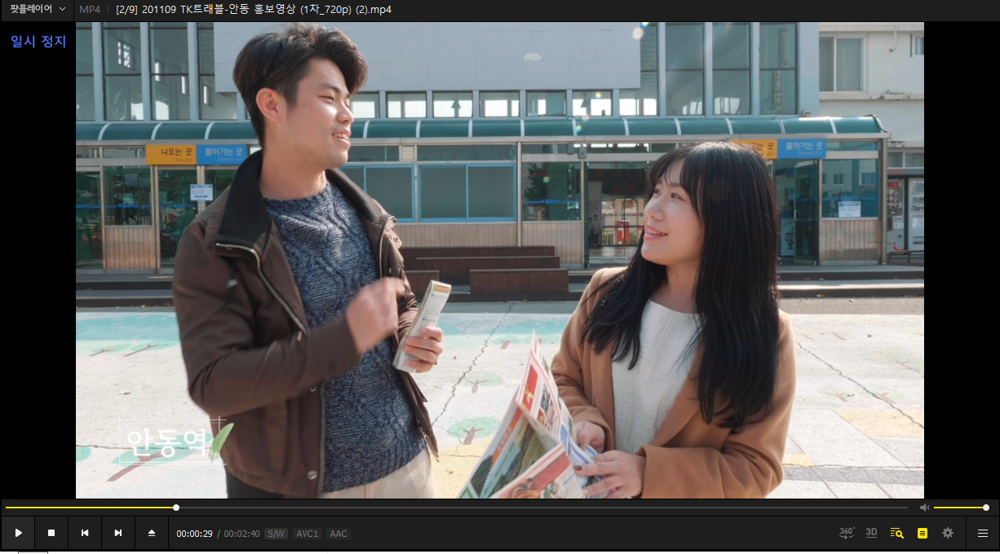 팟플레이어
MP4
[2/9] 201109 TK트래블-안동 홍보영상 (1차_720p) (2).mp4
일시 정지
나오는 곳
들어가는 곳
오는 곳
들어가는 곳
안동역
00:00:29 / 00:02:40 S/W AVC1 AAC
360°
3D